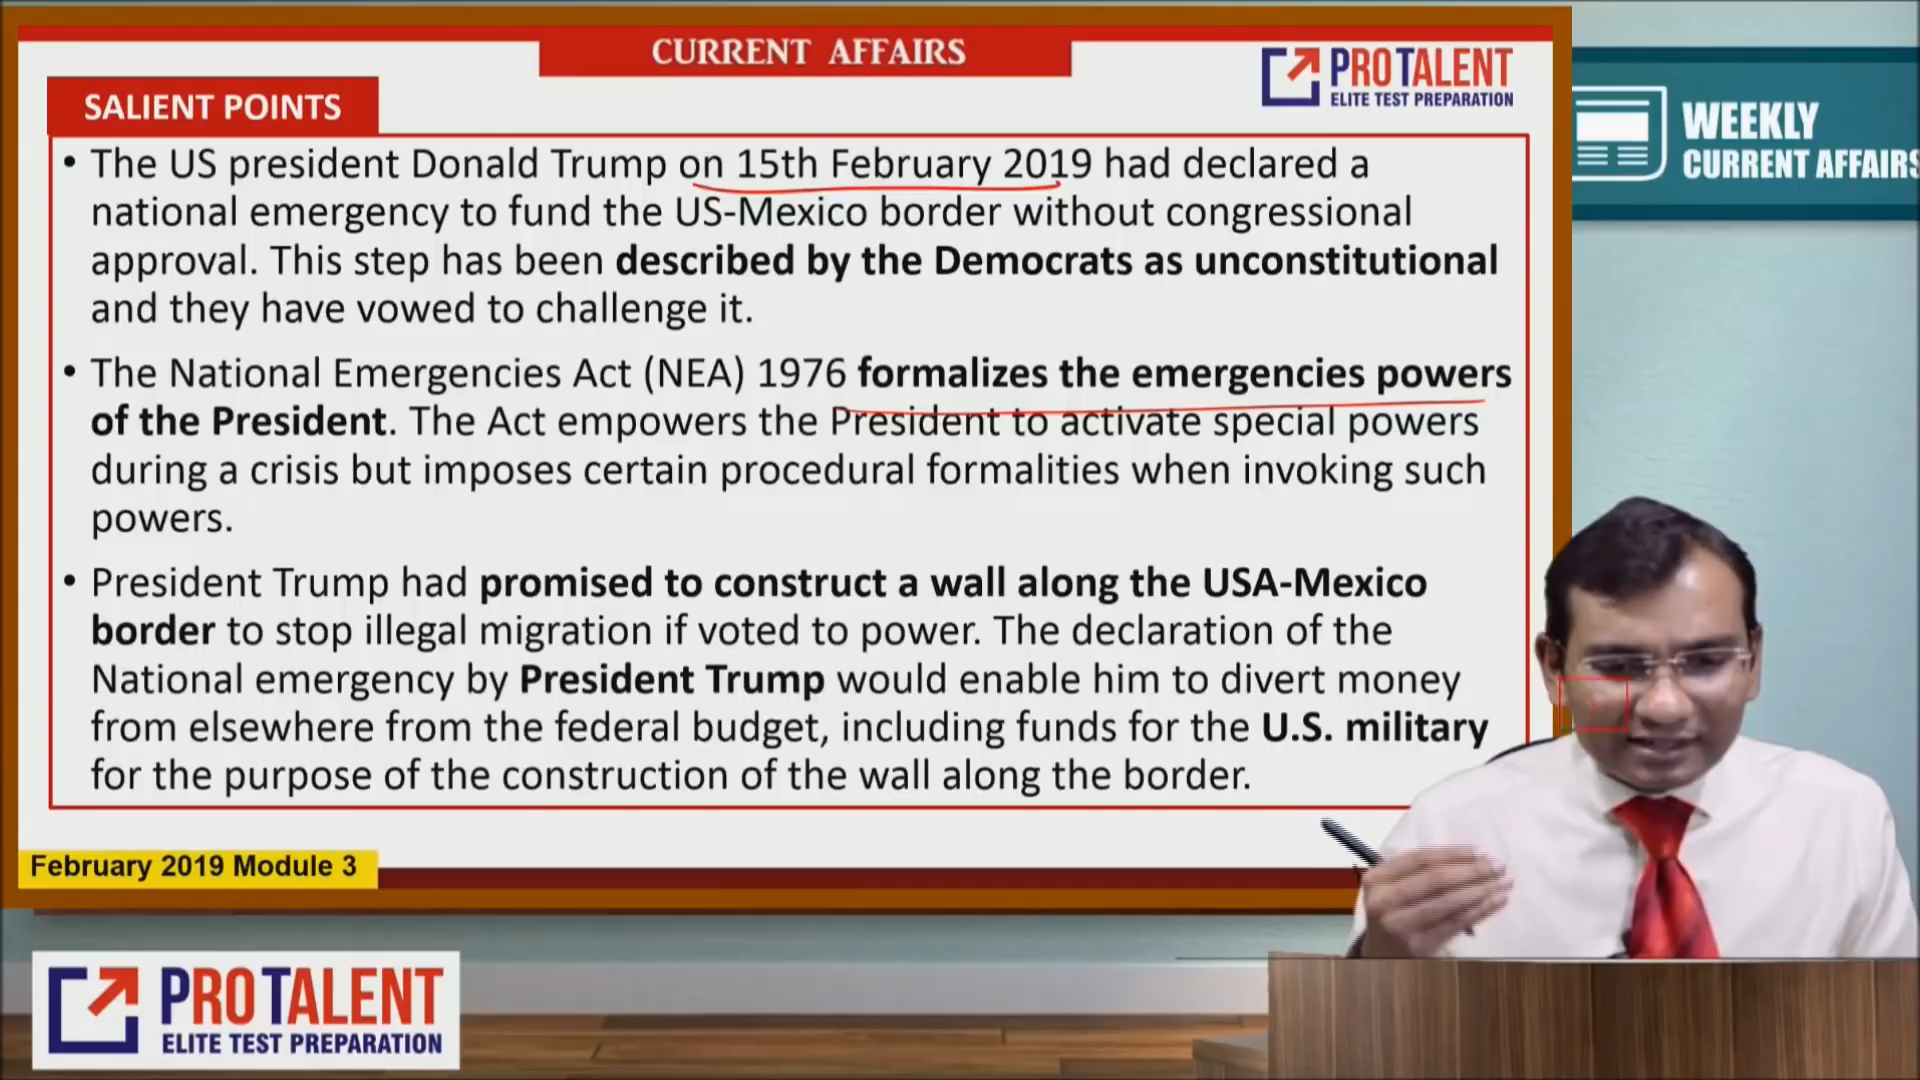 CURRENT AFFAIRS
PROTALENT
ELITE TEST PREPARATION
WEEKLY
CURRENT AFFAIRS
SALIENT POINTS
• The US president Donald Trump on 15th February 2019 had declared a
national emergency to fund the US-Mexico border without congressional
approval. This step has been described by the Democrats as unconstitutional
and they have vowed to challenge it.
• The National Emergencies Act (NEA) 1976 formalizes the emergencies powers
of the President. The Act empowers the President to activate special powers
during a crisis but imposes certain procedural formalities when invoking such
powers.
• President Trump had promised to construct a wall along the USA-Mexico
border to stop illegal migration if voted to power. The declaration of the
National emergency by President Trump would enable him to divert money
from elsewhere from the federal budget, including funds for the U.S. military
for the purpose of the construction of the wall along the border.
February 2019 Module 3
PROTALENT
ELITE TEST PREPARATION